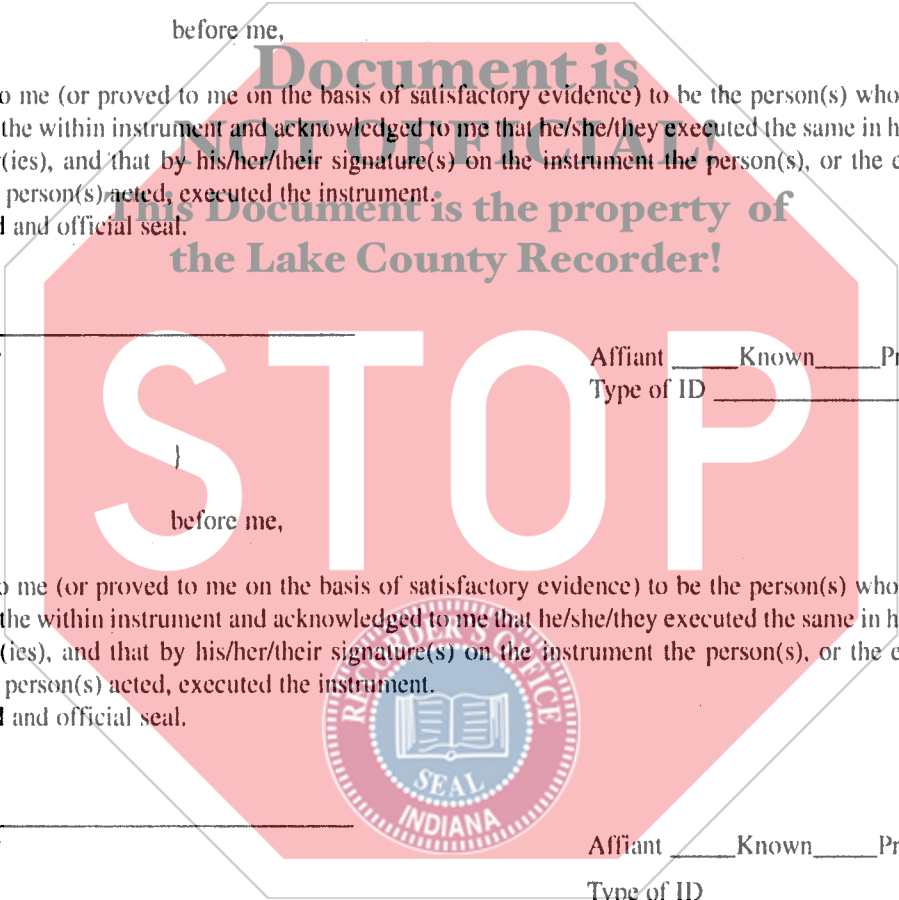 before me,
Document is
o me (or proved to me on the basis of satisfactory evidence) to be the person(s) who
the within instrument and acknowledged to me that he/she/they executed the same in h
NOT OFFICIAL!
(ies), and that by his/her/their signature(s) on the instrument the person(s), or the
person(s) acted, executed the instrument.
This Document is the property of
and official seal.
the Lake County Recorder!
STOP
Affiant _____Known_____Pr
Type of ID ______________
}
before me,
o me (or proved to me on the basis of satisfactory evidence) to be the person(s) who
the within instrument and acknowledged to me that he/she/they executed the same in h
(ies), and that by his/her/their signature(s) on the instrument the person(s), or the
person(s) acted, executed the instrument.
and official seal.
RECORDER'S OFFICE
SEAL
INDIANA
Affiant _____Known_____Pr
Type of ID